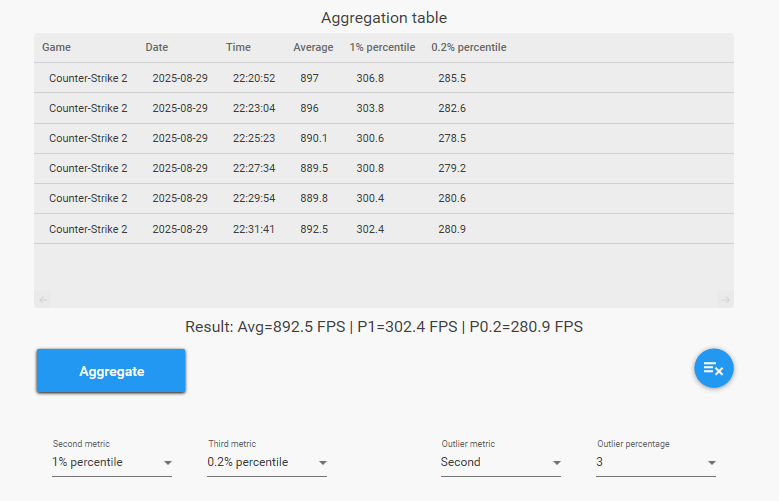 Aggregation table
Game Date Time Average 1% percentile 0.2% percentile
Counter-Strike 2 2025-08-29 22:20:52 897 306.8 285.5
Counter-Strike 2 2025-08-29 22:23:04 896 303.8 282.6
Counter-Strike 2 2025-08-29 22:25:23 890.1 300.6 278.5
Counter-Strike 2 2025-08-29 22:27:34 889.5 300.8 279.2
Counter-Strike 2 2025-08-29 22:29:54 889.8 300.4 280.6
Counter-Strike 2 2025-08-29 22:31:41 892.5 302.4 280.9
Result: Avg=892.5 FPS | P1=302.4 FPS | P0.2=280.9 FPS
Aggregate
Second metric Third metric Outlier metric Outlier percentage
1% percentile 0.2% percentile Second 3